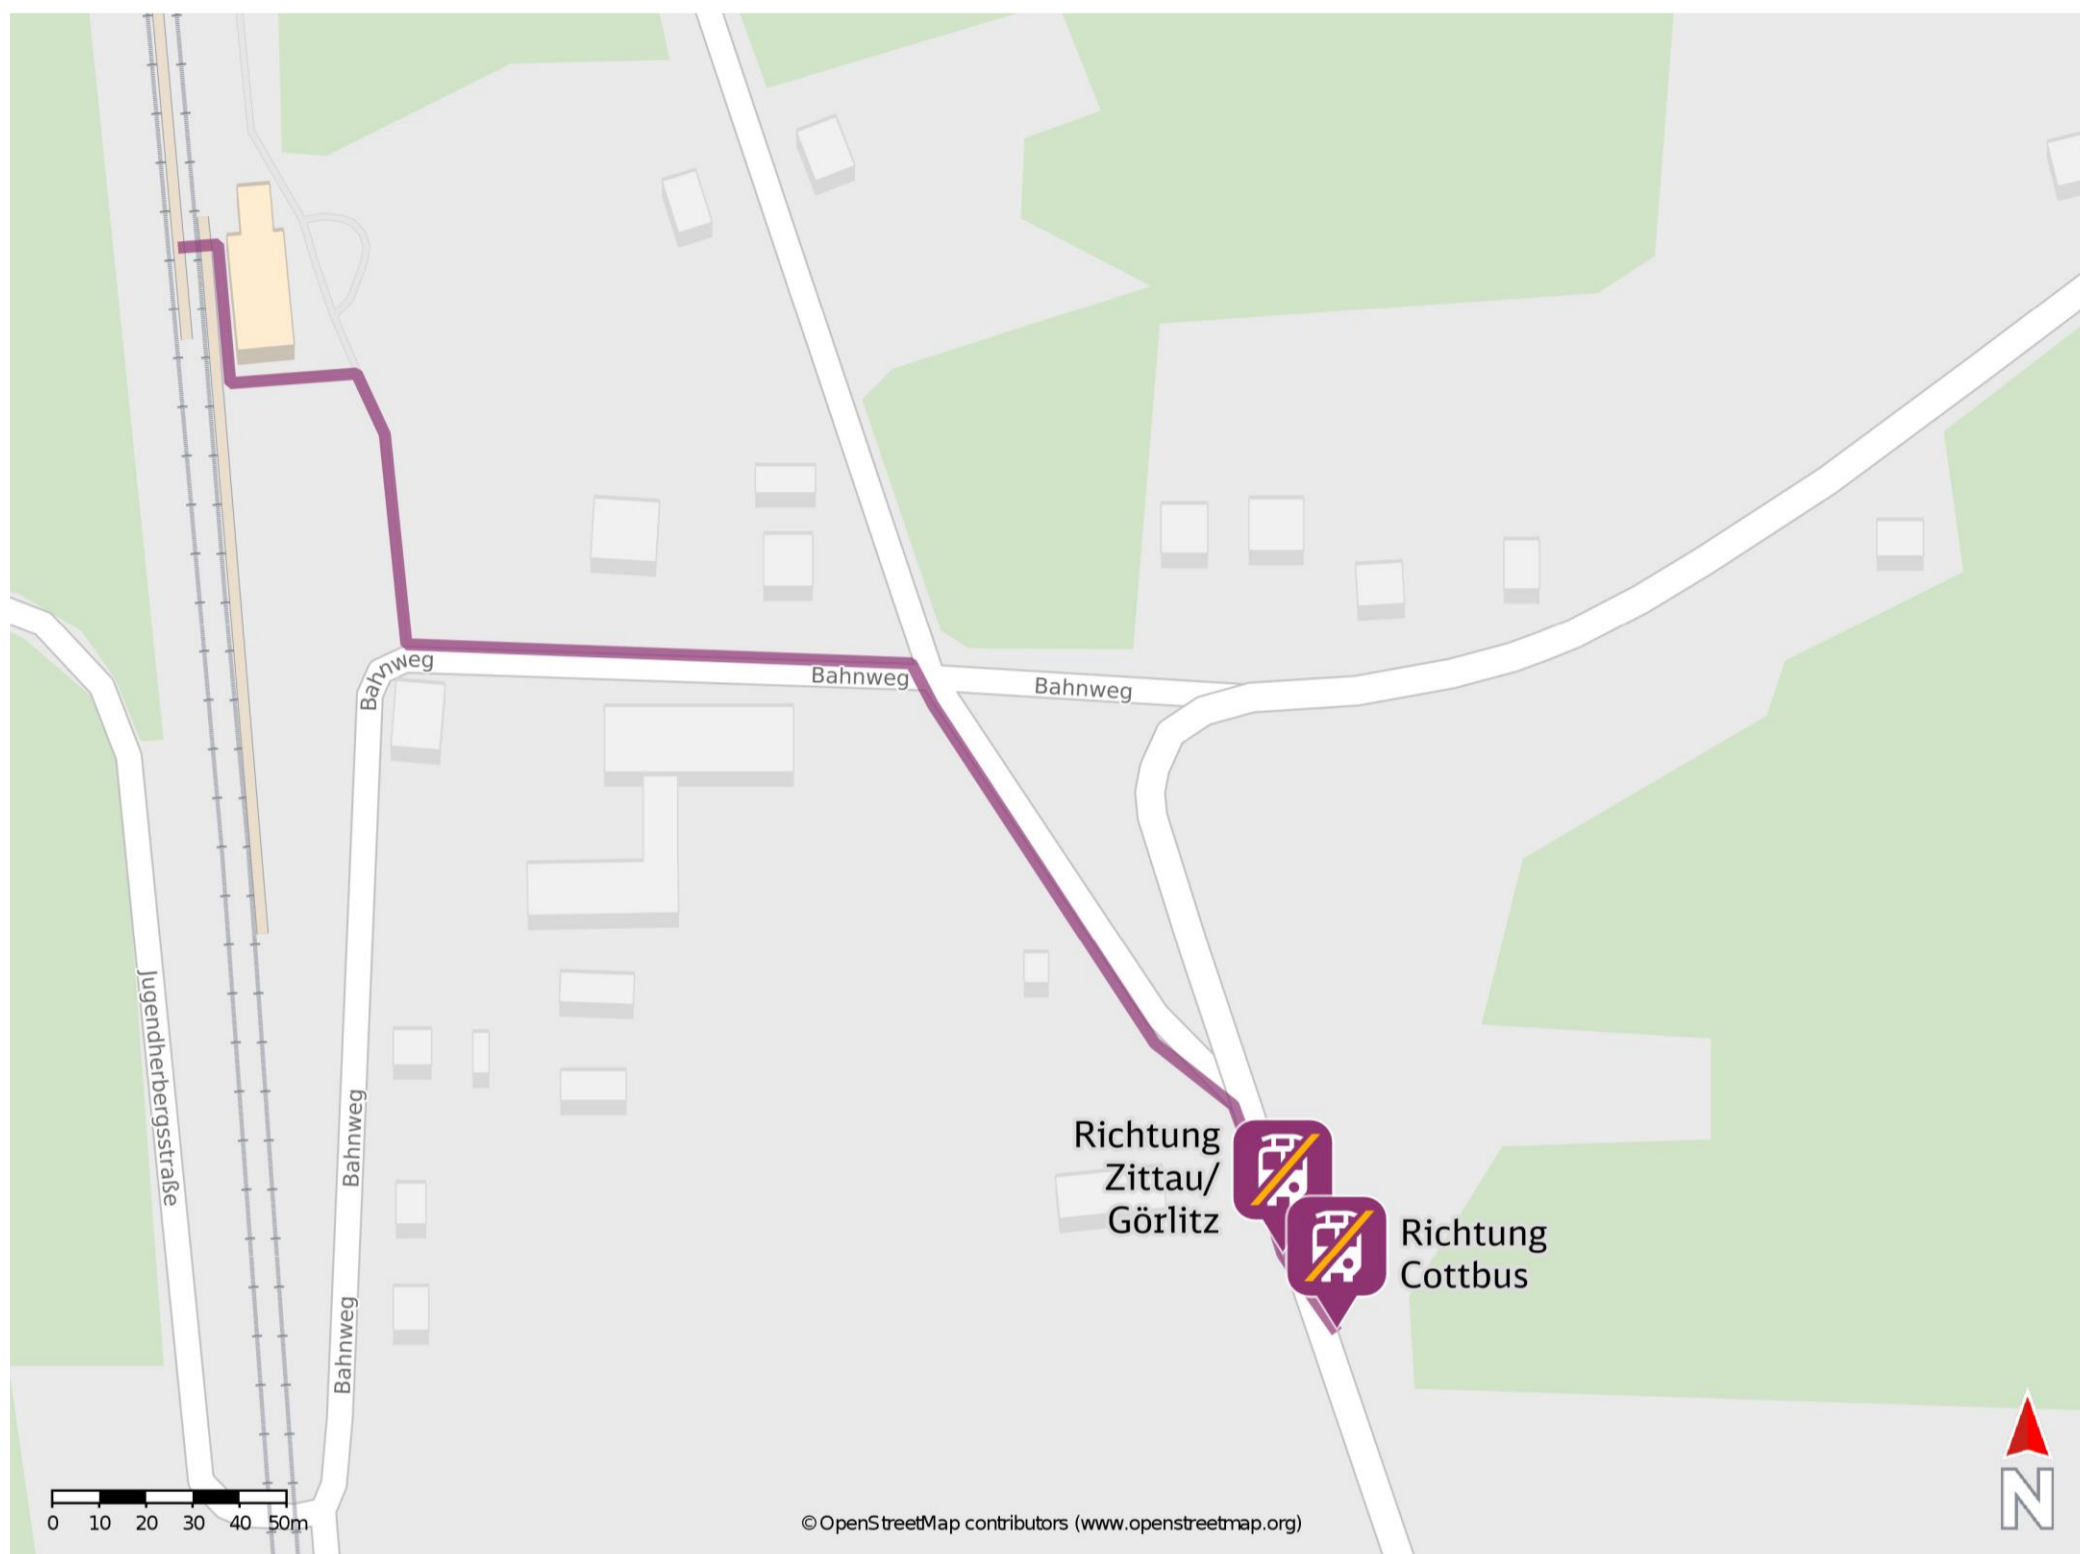 Bahnweg
Bahnweg
Bahnweg
Jugendherbergsstraße
Bahnweg
Richtung
Zittau/
Görlitz
Richtung
Cottbus
Bahnweg
0 10 20 30 40 50m
© OpenStreetMap contributors (www.openstreetmap.org)
N